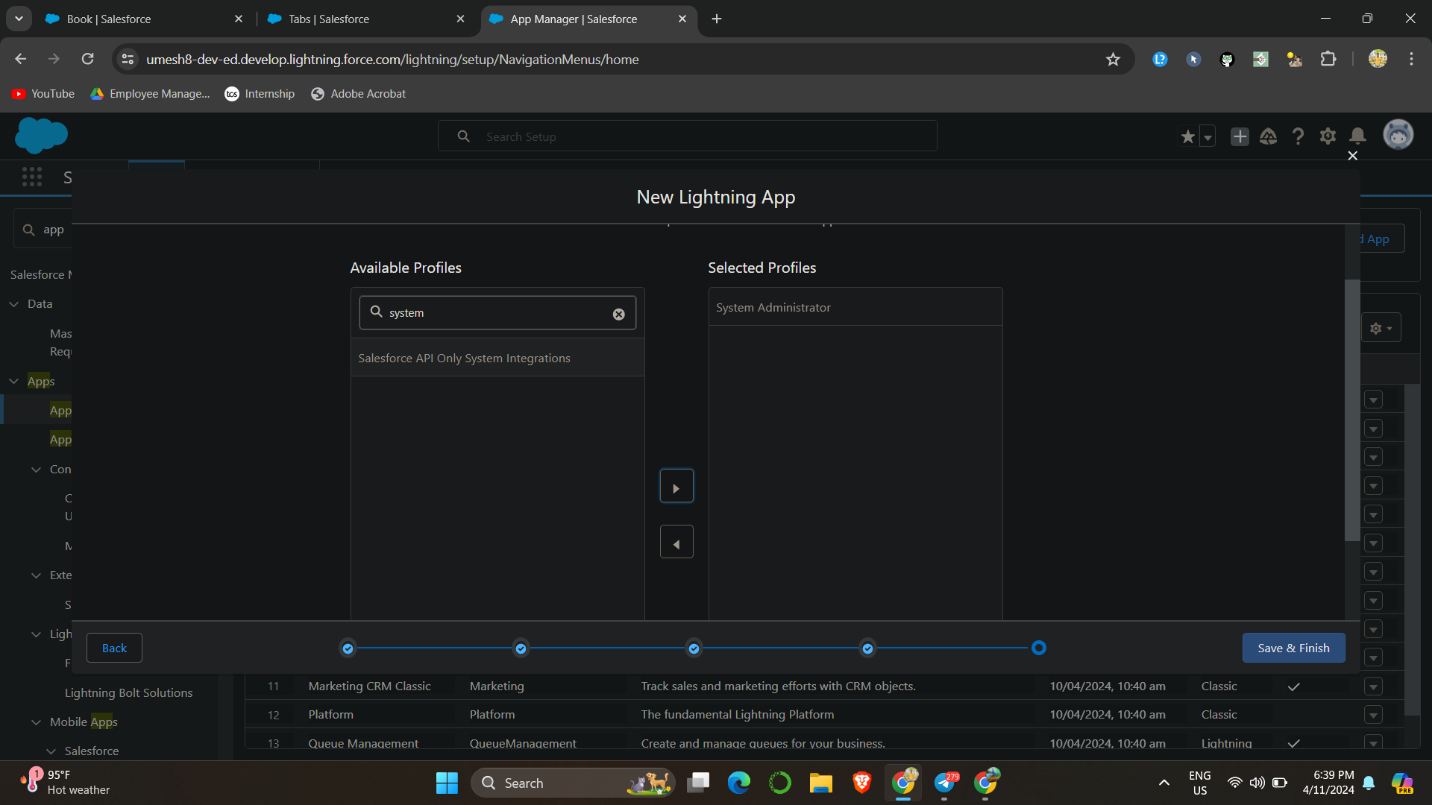 Book | Salesforce
Tabs | Salesforce
App Manager | Salesforce
umesh8-dev-ed.develop.lightning.force.com/lightning/setup/NavigationMenus/home
YouTube
Employee Manage...
tcs
Internship
Adobe Acrobat
Search Setup
S
New Lightning App
app
d App
Available Profiles
Selected Profiles
Salesforce M
system
System Administrator
Data
Mas
Requ
Salesforce API Only System Integrations
Apps
App
App
Con
C
U
M
Exte
S
Ligh
Back
Save & Finish
F
Lightning Bolt Solutions
11 Marketing CRM Classic Marketing Track sales and marketing efforts with CRM objects. 10/04/2024, 10:40 am Classic
12 Platform Platform The fundamental Lightning Platform 10/04/2024, 10:40 am Classic
Mobile Apps
13 Queue Management QueueManagement Create and manage queues for your business. 10/04/2024, 10:40 am Lightning
Salesforce
1
95°F
Hot weather
Search
279
ENG
US
6:39 PM
4/11/2024
PRE